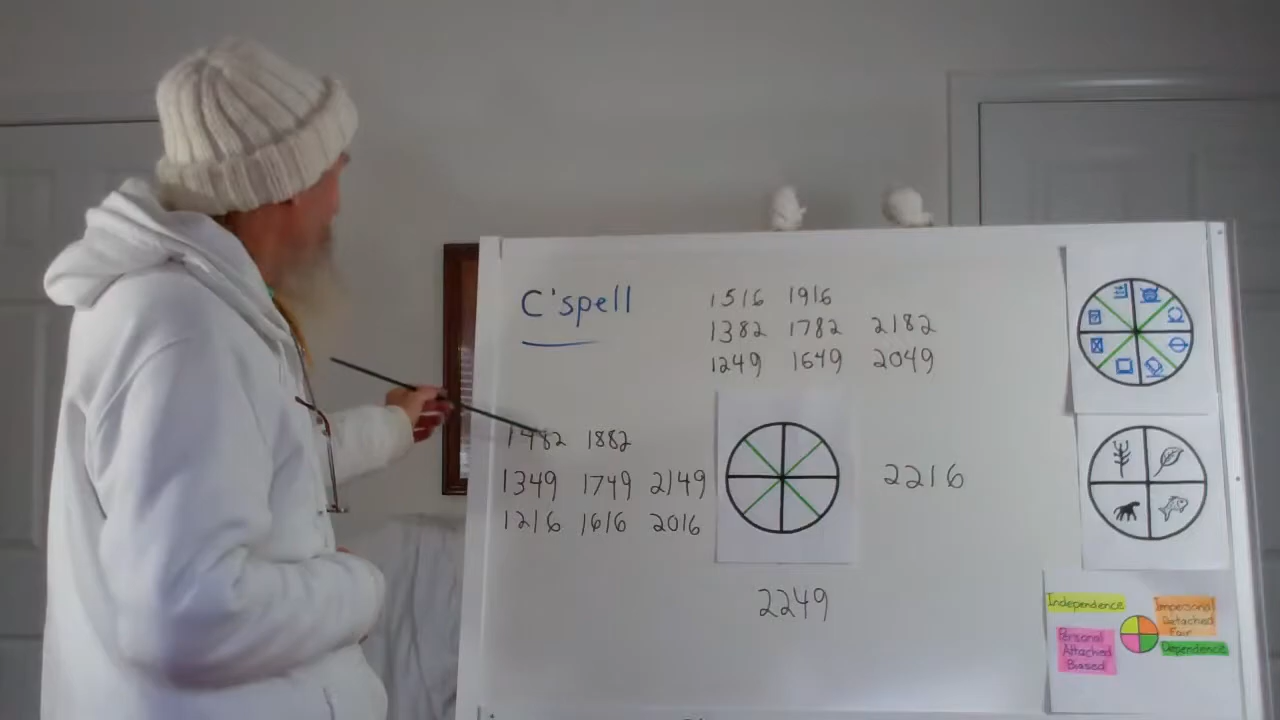 C'spell
1516 1916
1382 1782 2182
1249 1649 2049
1482 1882
1349 1749 2149
1216 1616 2016
2216
2249
Independence
Impersonal
Detached
Fair
Personal
Attached
Biased
Dependence